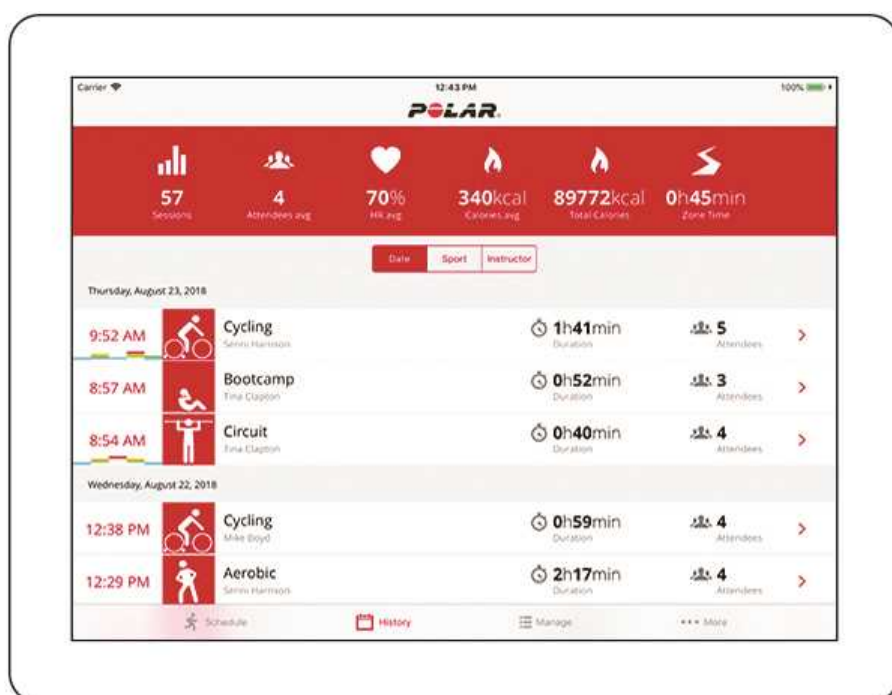 Carrier 12:43 PM 100%
POLAR.
57 4 70% 340kcal 89772kcal 0h45min
Sessions Attendees avg HR avg Calories avg Total Calories Zone Time
Date Sport Instructor
Thursday, August 23, 2018
9:52 AM Cycling 1h41min 5
Senni Harrison Duration Attendees
8:57 AM Bootcamp 0h52min 3
Tina Clapton Duration Attendees
8:54 AM Circuit 0h40min 4
Tina Clapton Duration Attendees
Wednesday, August 22, 2018
12:38 PM Cycling 0h59min 4
Mike Boyd Duration Attendees
12:29 PM Aerobic 2h17min 4
Senni Harrison Duration Attendees
Schedule History Manage More